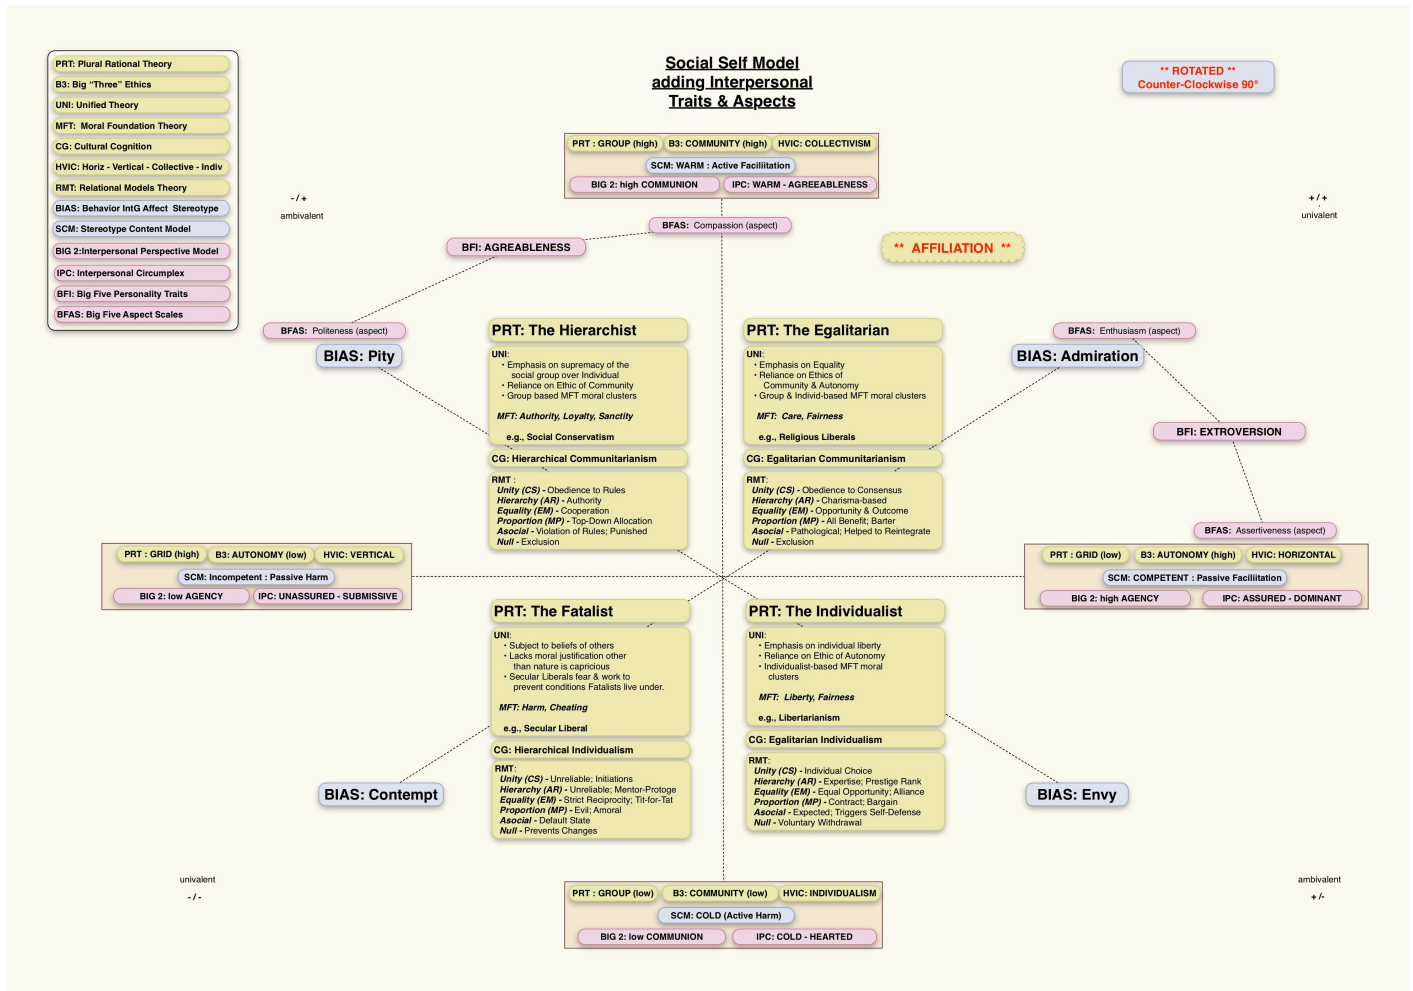 Social Self Model
adding Interpersonal
Traits & Aspects
** ROTATED **
Counter-Clockwise 90°
PRT: Plural Rational Theory
B3: Big “Three” Ethics
UNI: Unified Theory
MFT: Moral Foundation Theory
CG: Cultural Cognition
HVIC: Horiz - Vertical - Collective - Indiv
RMT: Relational Models Theory
BIAS: Behavior IntG Affect Stereotype
SCM: Stereotype Content Model
BIG 2:Interpersonal Perspective Model
IPC: Interpersonal Circumplex
BFI: Big Five Personality Traits
BFAS: Big Five Aspect Scales
PRT : GROUP (high) B3: COMMUNITY (high) HVIC: COLLECTIVISM
SCM: WARM : Active Faciliitation
BIG 2: high COMMUNION IPC: WARM - AGREEABLENESS
- / +
ambivalent
+ / +
univalent
BFAS: Compassion (aspect)
BFI: AGREABLENESS
** AFFILIATION **
BFAS: Politeness (aspect)
BIAS: Pity
BFAS: Enthusiasm (aspect)
BIAS: Admiration
BFI: EXTROVERSION
BFAS: Assertiveness (aspect)
PRT: The Hierarchist
UNI:
• Emphasis on supremacy of the
social group over Individual
• Reliance on Ethic of Community
• Group based MFT moral clusters
MFT: Authority, Loyalty, Sanctity
e.g., Social Conservatism
CG: Hierarchical Communitarianism
RMT :
Unity (CS) - Obedience to Rules
Hierarchy (AR) - Authority
Equality (EM) - Cooperation
Proportion (MP) - Top-Down Allocation
Asocial - Violation of Rules; Punished
Null - Exclusion
PRT: The Egalitarian
UNI:
• Emphasis on Equality
• Reliance on Ethics of
Community & Autonomy
• Group & Individ-based MFT moral clusters
MFT: Care, Fairness
e.g., Religious Liberals
CG: Egalitarian Communitarianism
RMT:
Unity (CS) - Obedience to Consensus
Hierarchy (AR) - Charisma-based
Equality (EM) - Opportunity & Outcome
Proportion (MP) - All Benefit; Barter
Asocial - Pathological; Helped to Reintegrate
Null - Exclusion
PRT : GRID (high) B3: AUTONOMY (low) HVIC: VERTICAL
SCM: Incompetent : Passive Harm
BIG 2: low AGENCY IPC: UNASSURED - SUBMISSIVE
PRT: GRID (low) B3: AUTONOMY (high) HVIC: HORIZONTAL
SCM: COMPETENT : Passive Faciliitation
BIG 2: high AGENCY IPC: ASSURED - DOMINANT
PRT: The Fatalist
UNI:
• Subject to beliefs of others
• Lacks moral justification other
than nature is capricious
• Secular Liberals fear & work to
prevent conditions Fatalists live under.
MFT: Harm, Cheating
e.g., Secular Liberal
CG: Hierarchical Individualism
RMT:
Unity (CS) - Unreliable; Initiations
Hierarchy (AR) - Unreliable; Mentor-Protoge
Equality (EM) - Strict Reciprocity; Tit-for-Tat
Proportion (MP) - Evil; Amoral
Asocial - Default State
Null - Prevents Changes
PRT: The Individualist
UNI:
• Emphasis on individual liberty
• Reliance on Ethic of Autonomy
• Individualist-based MFT moral
clusters
MFT: Liberty, Fairness
e.g., Libertarianism
CG: Egalitarian Individualism
RMT:
Unity (CS) - Individual Choice
Hierarchy (AR) - Expertise; Prestige Rank
Equality (EM) - Equal Opportunity; Alliance
Proportion (MP) - Contract; Bargain
Asocial - Expected; Triggers Self-Defense
Null - Voluntary Withdrawal
BIAS: Contempt
BIAS: Envy
univalent
- / -
ambivalent
+ /-
PRT : GROUP (low) B3: COMMUNITY (low) HVIC: INDIVIDUALISM
SCM: COLD (Active Harm)
BIG 2: low COMMUNION IPC: COLD - HEARTED